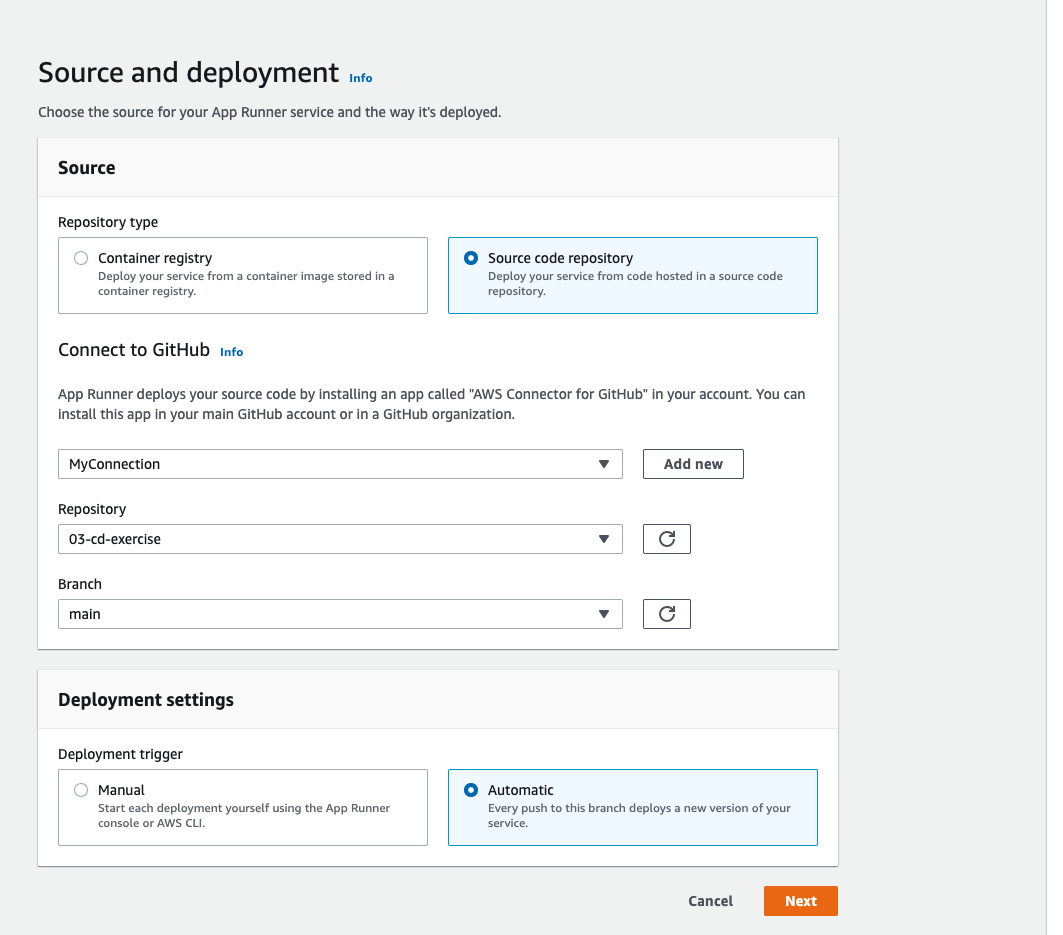 Source and deployment Info
Choose the source for your App Runner service and the way it's deployed.
Source
Repository type
Container registry
Deploy your service from a container image stored in a
container registry.
Source code repository
Deploy your service from code hosted in a source code
repository.
Connect to GitHub Info
App Runner deploys your source code by installing an app called "AWS Connector for GitHub" in your account. You can
install this app in your main GitHub account or in a GitHub organization.
MyConnection
Add new
Repository
03-cd-exercise
Branch
main
Deployment settings
Deployment trigger
Manual
Start each deployment yourself using the App Runner
console or AWS CLI.
Automatic
Every push to this branch deploys a new version of your
service.
Cancel
Next